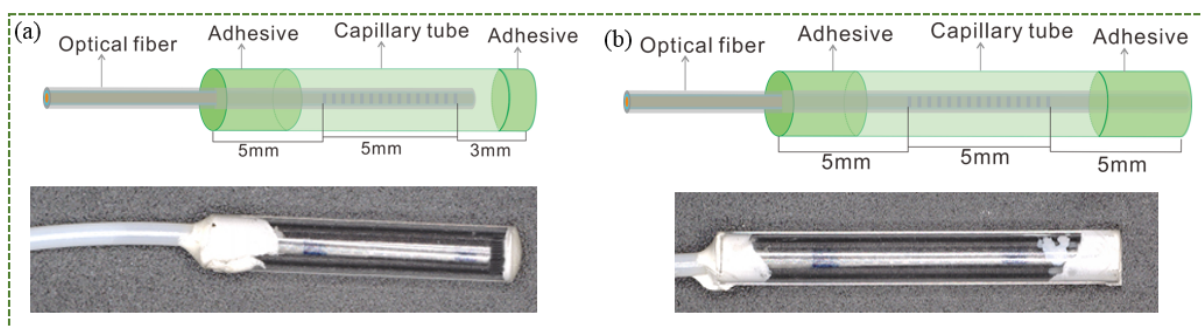 (a)
Optical fiber
Adhesive
Capillary tube
Adhesive
5mm
5mm
3mm
(b)
Optical fiber
Adhesive
Capillary tube
Adhesive
5mm
5mm
5mm